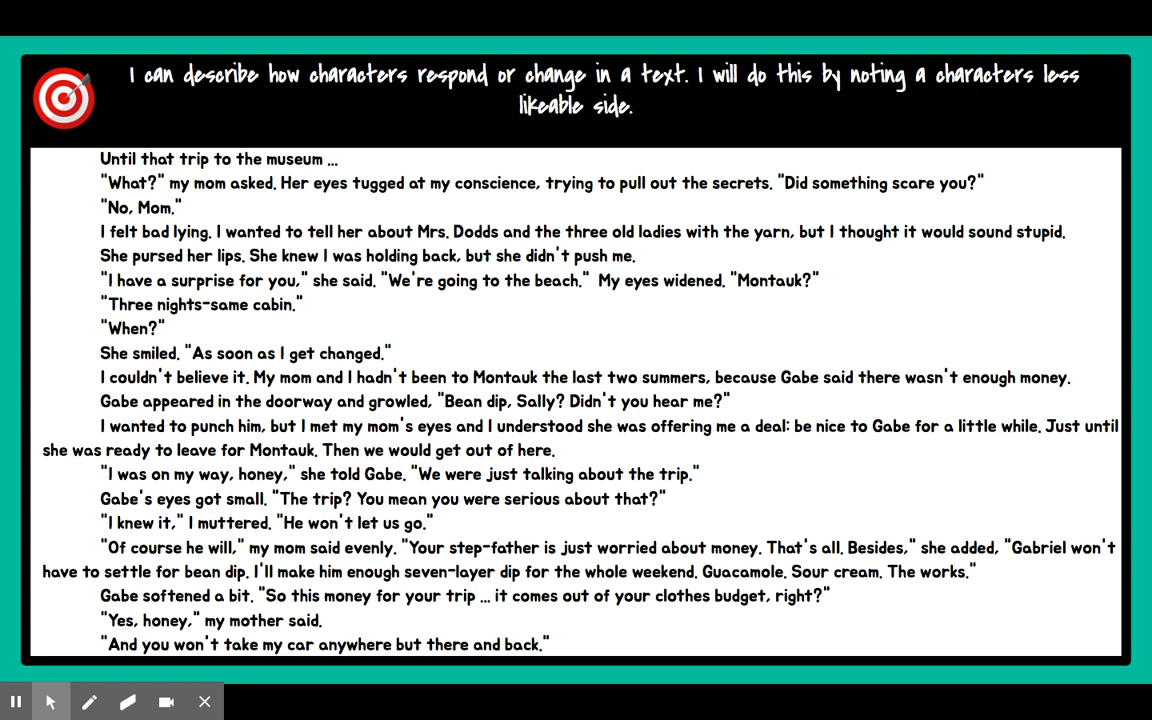 I can describe how characters respond or change in a text. I will do this by noting a characters less
likeable side.
Until that trip to the museum ...
"What?" my mom asked. Her eyes tugged at my conscience, trying to pull out the secrets. "Did something scare you?"
"No, Mom."
I felt bad lying. I wanted to tell her about Mrs. Dodds and the three old ladies with the yarn, but I thought it would sound stupid.
She pursed her lips. She knew I was holding back, but she didn't push me.
"I have a surprise for you," she said. "We're going to the beach."  My eyes widened. "Montauk?"
"Three nights-same cabin."
"When?"
She smiled. "As soon as I get changed."
I couldn't believe it. My mom and I hadn't been to Montauk the last two summers, because Gabe said there wasn't enough money.
Gabe appeared in the doorway and growled, "Bean dip, Sally? Didn't you hear me?"
I wanted to punch him, but I met my mom's eyes and I understood she was offering me a deal: be nice to Gabe for a little while. Just until
she was ready to leave for Montauk. Then we would get out of here.
"I was on my way, honey," she told Gabe. "We were just talking about the trip."
Gabe's eyes got small. "The trip? You mean you were serious about that?"
"I knew it," I muttered. "He won't let us go."
"Of course he will," my mom said evenly. "Your step-father is just worried about money. That's all. Besides," she added, "Gabriel won't
have to settle for bean dip. I'll make him enough seven-layer dip for the whole weekend. Guacamole. Sour cream. The works."
Gabe softened a bit. "So this money for your trip ... it comes out of your clothes budget, right?"
"Yes, honey," my mother said.
"And you won't take my car anywhere but there and back."